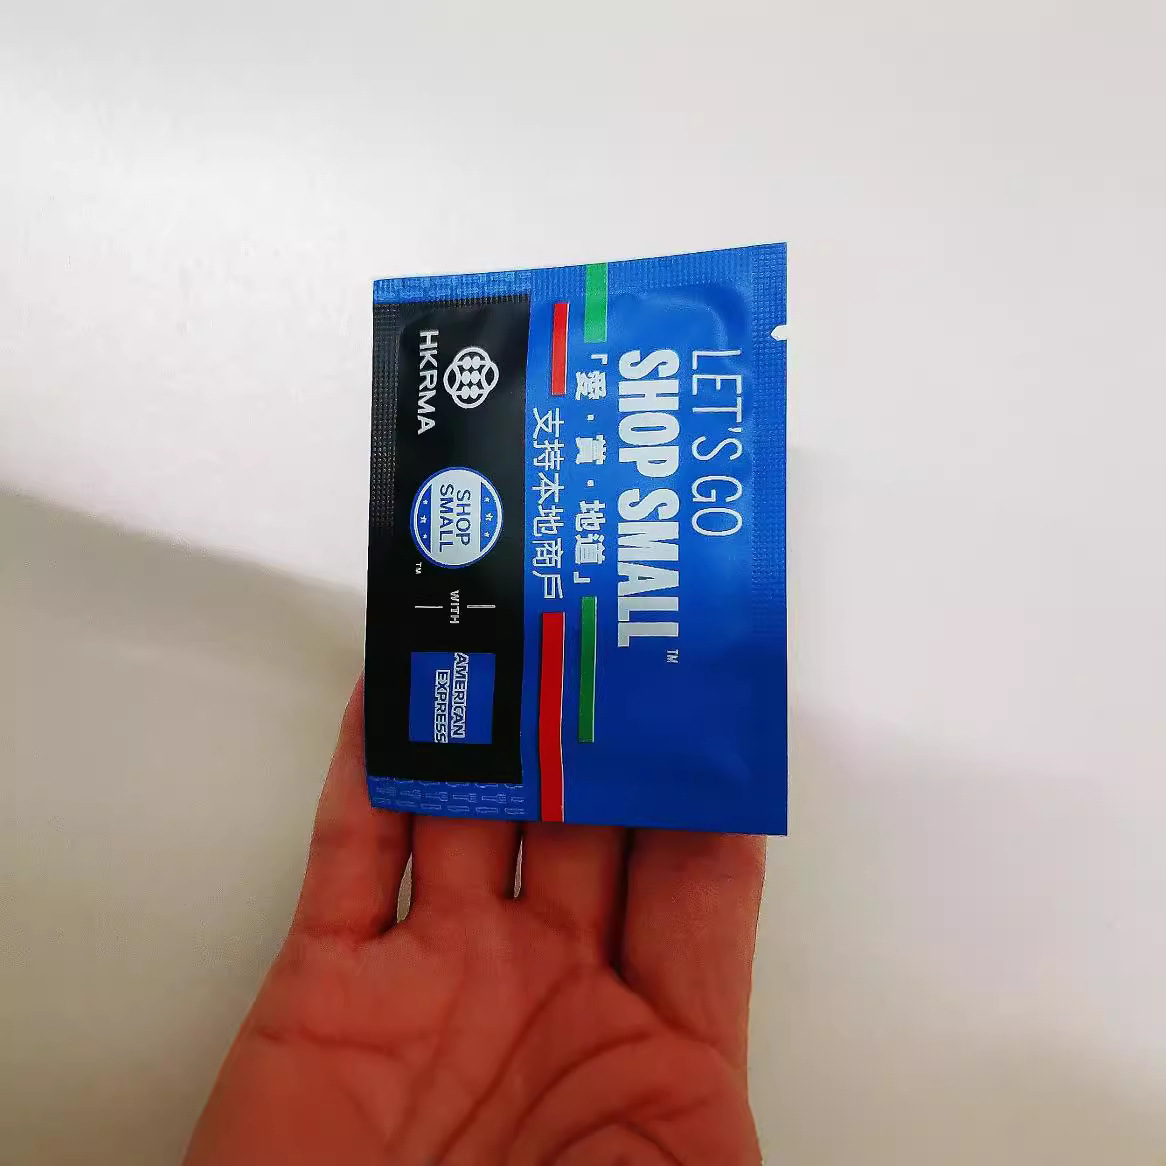 LET'S GO
SHOP SMALL™
「愛·賞·地道」
支持本地商戶
HKRMA
SHOP
SMALL
™
WITH
AMERICAN
EXPRESS